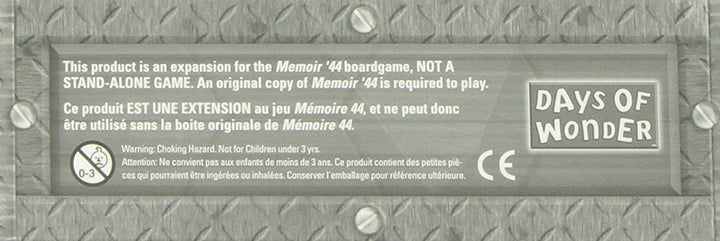 This product is an expansion for the Memoir '44 boardgame, NOT A
STAND-ALONE GAME. An original copy of Memoir '44 is required to play.
Ce produit EST UNE EXTENSION au jeu Mémoire 44, et ne peut donc
être utilisé sans la boite originale de Mémoire 44.
0-3
Warning: Choking Hazard. Not for Children under 3 yrs.
Attention: Ne convient pas aux enfants de moins de 3 ans. Ce produit contient des petites piè-
ces qui pourraient être ingérées ou inhalées. Conserver l'emballage pour référence ultérieure.
CE
DAYS OF
WONDER
TM